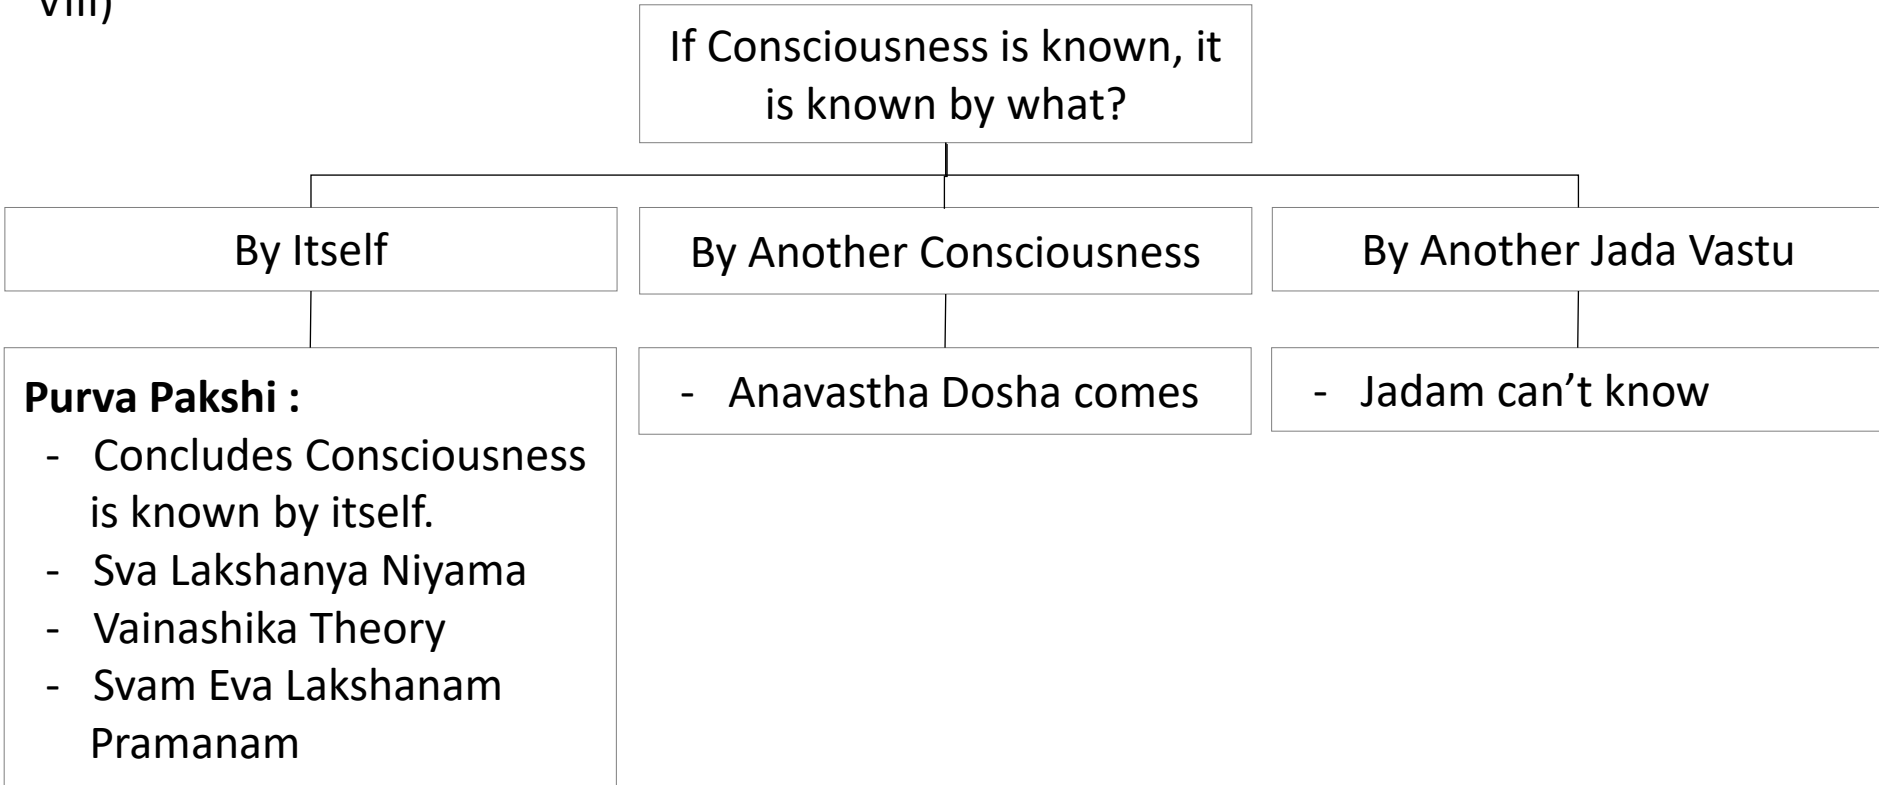 VIII)
If Consciousness is known, it
is known by what?
By Itself
By Another Consciousness
By Another Jada Vastu
Purva Pakshi :
- Concludes Consciousness
is known by itself.
- Sva Lakshanya Niyama
- Vainashika Theory
- Svam Eva Lakshanam
Pramanam
- Anavastha Dosha comes
- Jadam can’t know